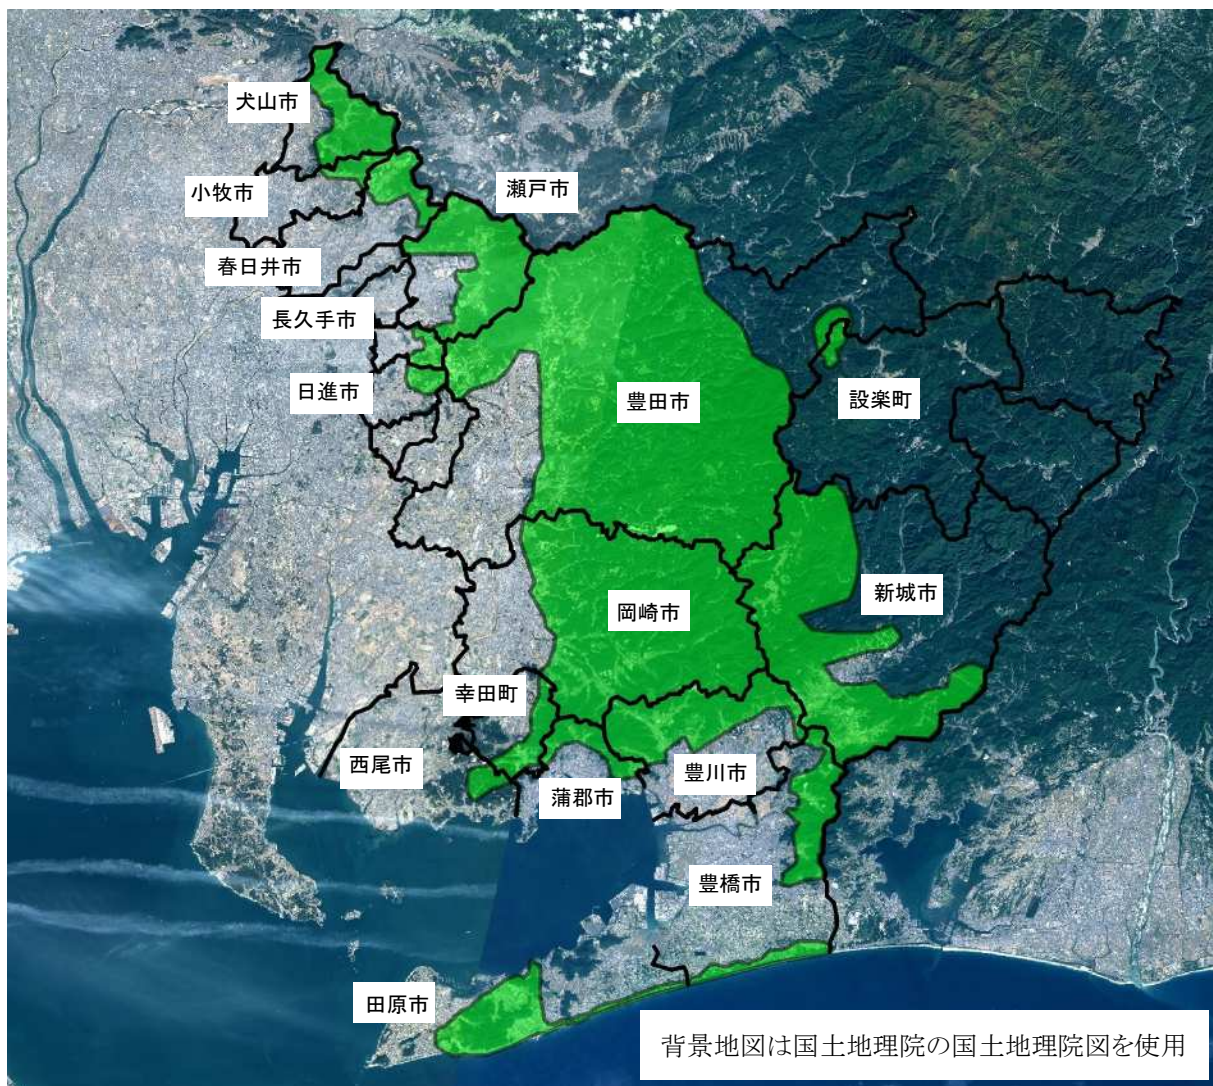 犬山市
小牧市
瀬戸市
春日井市
長久手市
日進市
豊田市
設楽町
岡崎市
新城市
幸田町
西尾市
蒲郡市
豊川市
豊橋市
田原市
背景地図は国土地理院の国土地理院図を使用